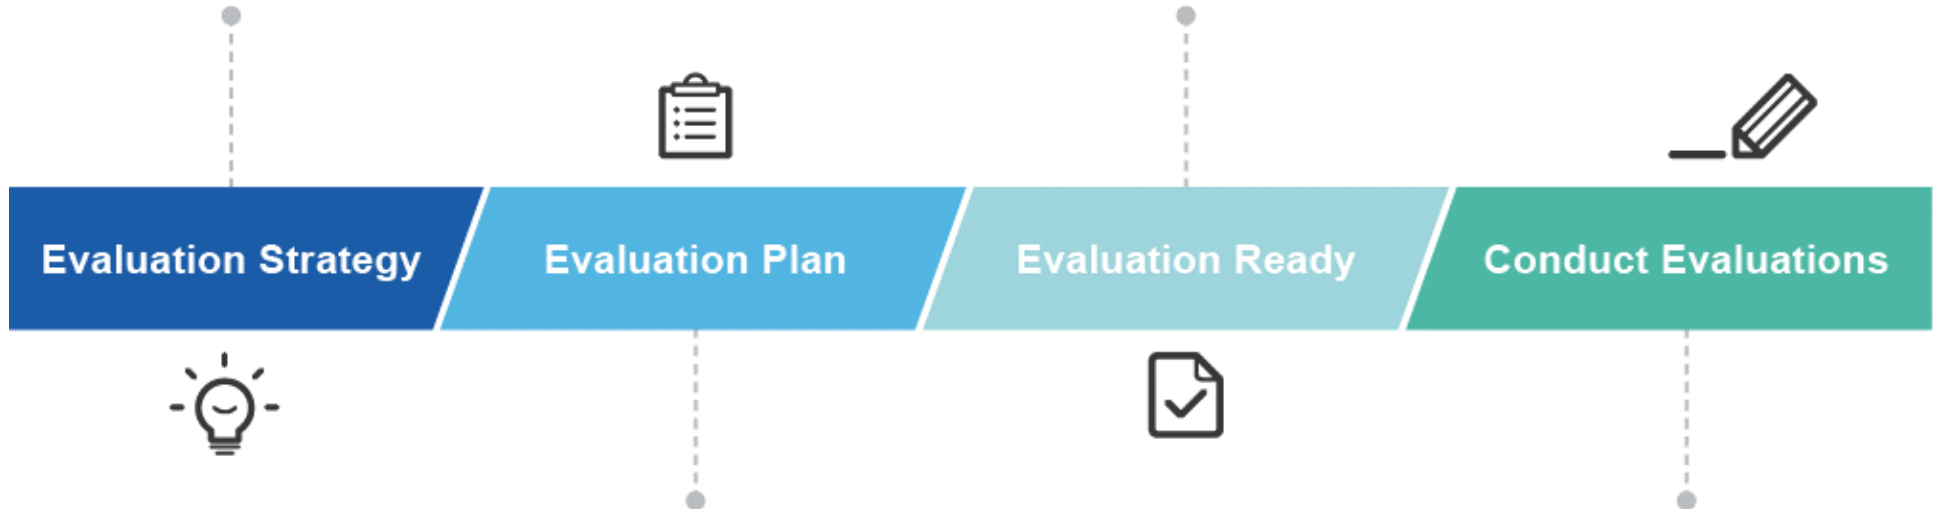 Evaluation Strategy
Evaluation Plan
Evaluation Ready
Conduct Evaluations